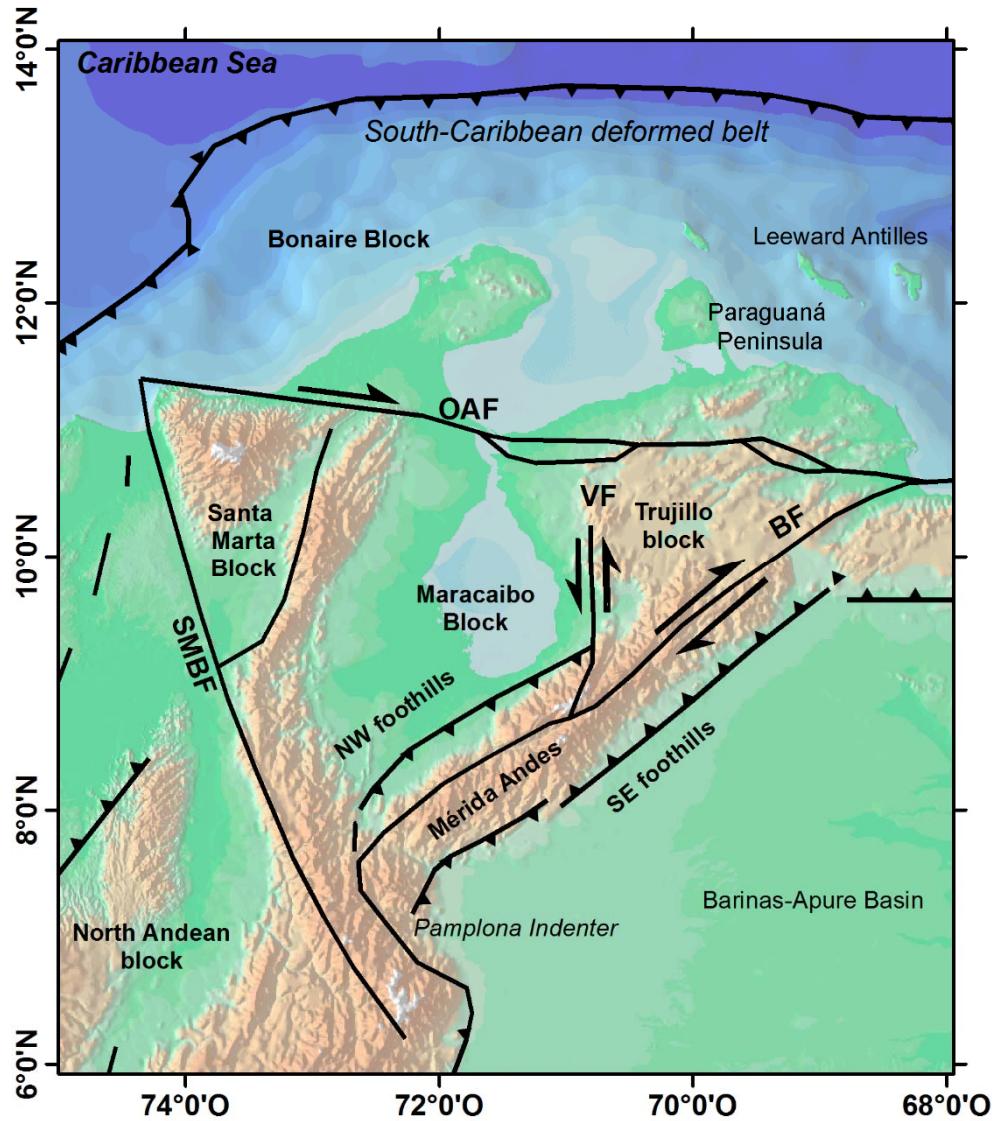 14°0'N
Caribbean Sea
South-Caribbean deformed belt
Bonaire Block
Leeward Antilles
12°0'N
Paraguaná
Peninsula
OAF
VF
Trujillo
block
BF
Santa
Marta
Block
10°0'N
Maracaibo
Block
SMBF
NW foothills
Mérida Andes
SE foothills
8°0'N
Barinas-Apure Basin
Pamplona Indenter
North Andean
block
6°0'N
74°0'O
72°0'O
70°0'O
68°0'O